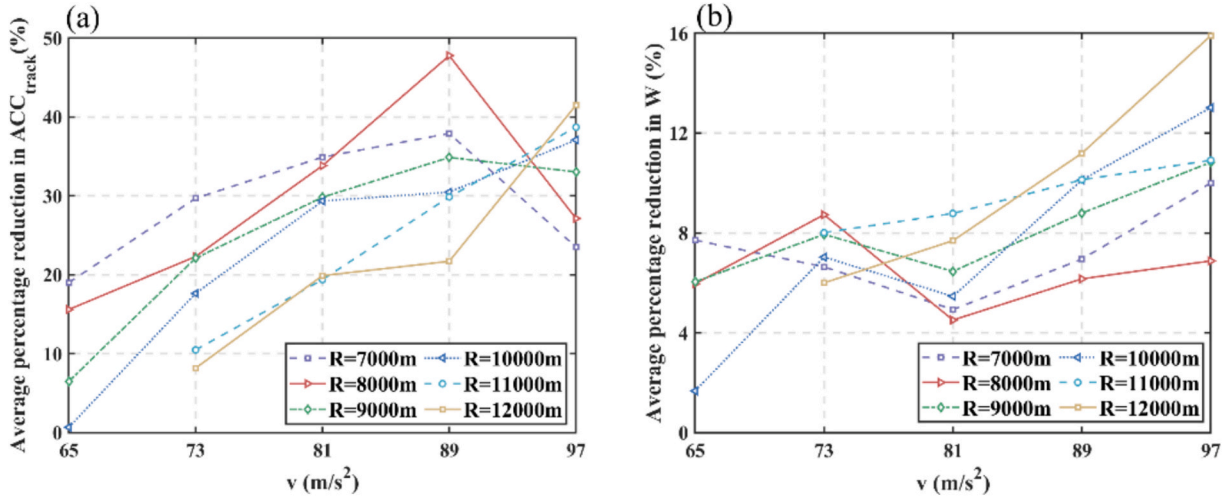 (a)
Average percentage reduction in ACCtrack(%)
50
40
30
20
10
0
65 73 81 89 97
v (m/s²)
R=7000m R=10000m
R=8000m R=11000m
R=9000m R=12000m
(b)
Average percentage reduction in W (%)
16
12
8
4
0
65 73 81 89 97
v (m/s²)
R=7000m R=10000m
R=8000m R=11000m
R=9000m R=12000m